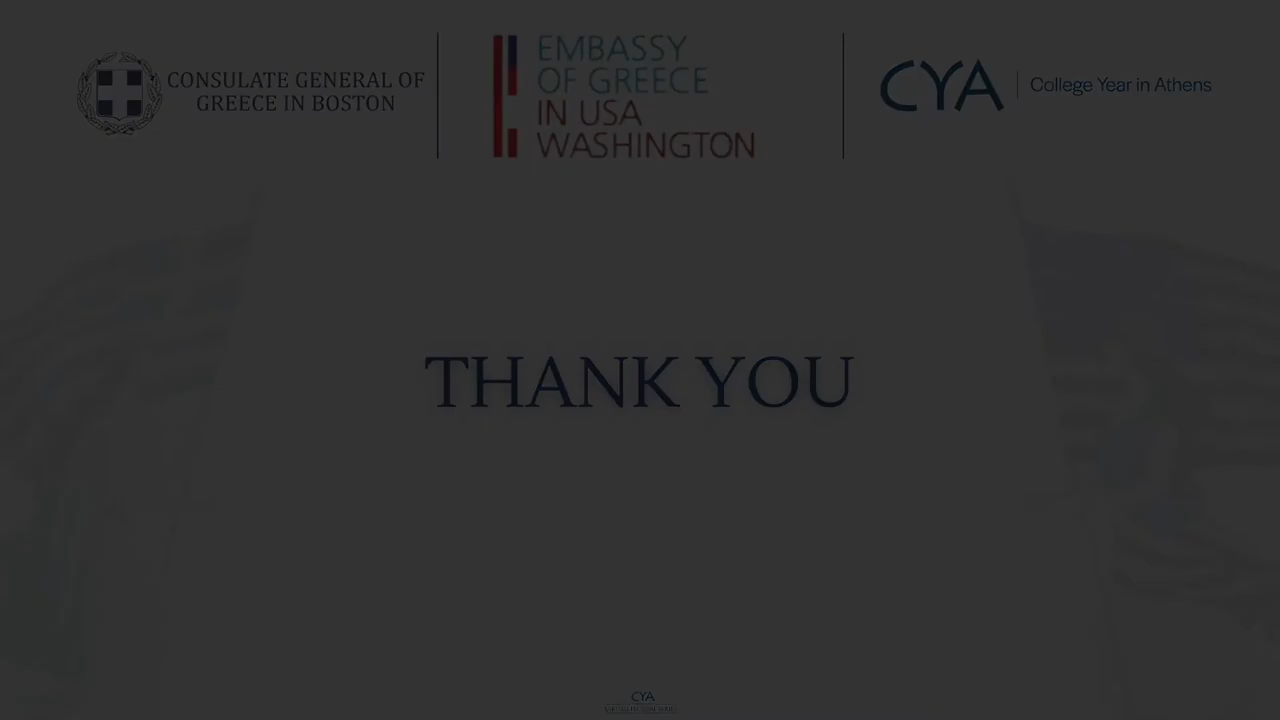 CONSULATE GENERAL OF
GREECE IN BOSTON
EMBASSY
OF GREECE
IN USA
WASHINGTON
CYA
College Year in Athens
THANK YOU
CYA